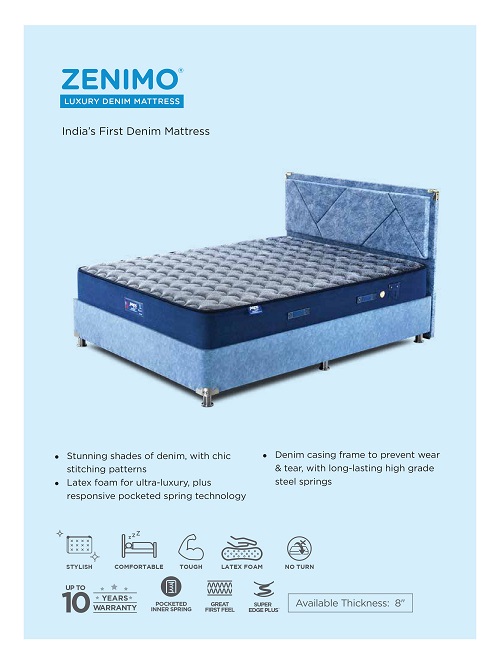 ZENIMO®
LUXURY DENIM MATTRESS
India's First Denim Mattress
• Stunning shades of denim, with chic
stitching patterns
• Latex foam for ultra-luxury, plus
responsive pocketed spring technology
• Denim casing frame to prevent wear
& tear, with long-lasting high grade
steel springs
zzZ
STYLISH
COMFORTABLE
TOUGH
LATEX FOAM
NO TURN
UP TO
10 YEARS
WARRANTY
POCKETED
INNER SPRING
GREAT
FIRST FEEL
SUPER
EDGE PLUS
Available Thickness: 8"